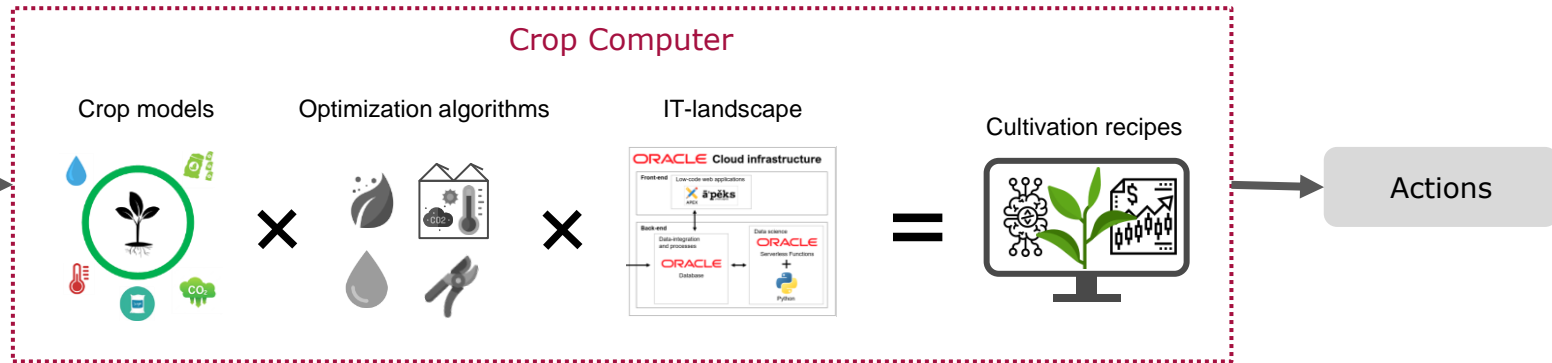 Crop Computer
Crop models
Optimization algorithms
IT-landscape
Cultivation recipes
CO2
CO2
ORACLE Cloud infrastructure
Front-end
Low-code web applications
APEX
ā'pěks
Back-end
Data-integration
and processes
ORACLE
Database
Data science
ORACLE
Serverless Functions
+
Python
×
×
=
$
Actions